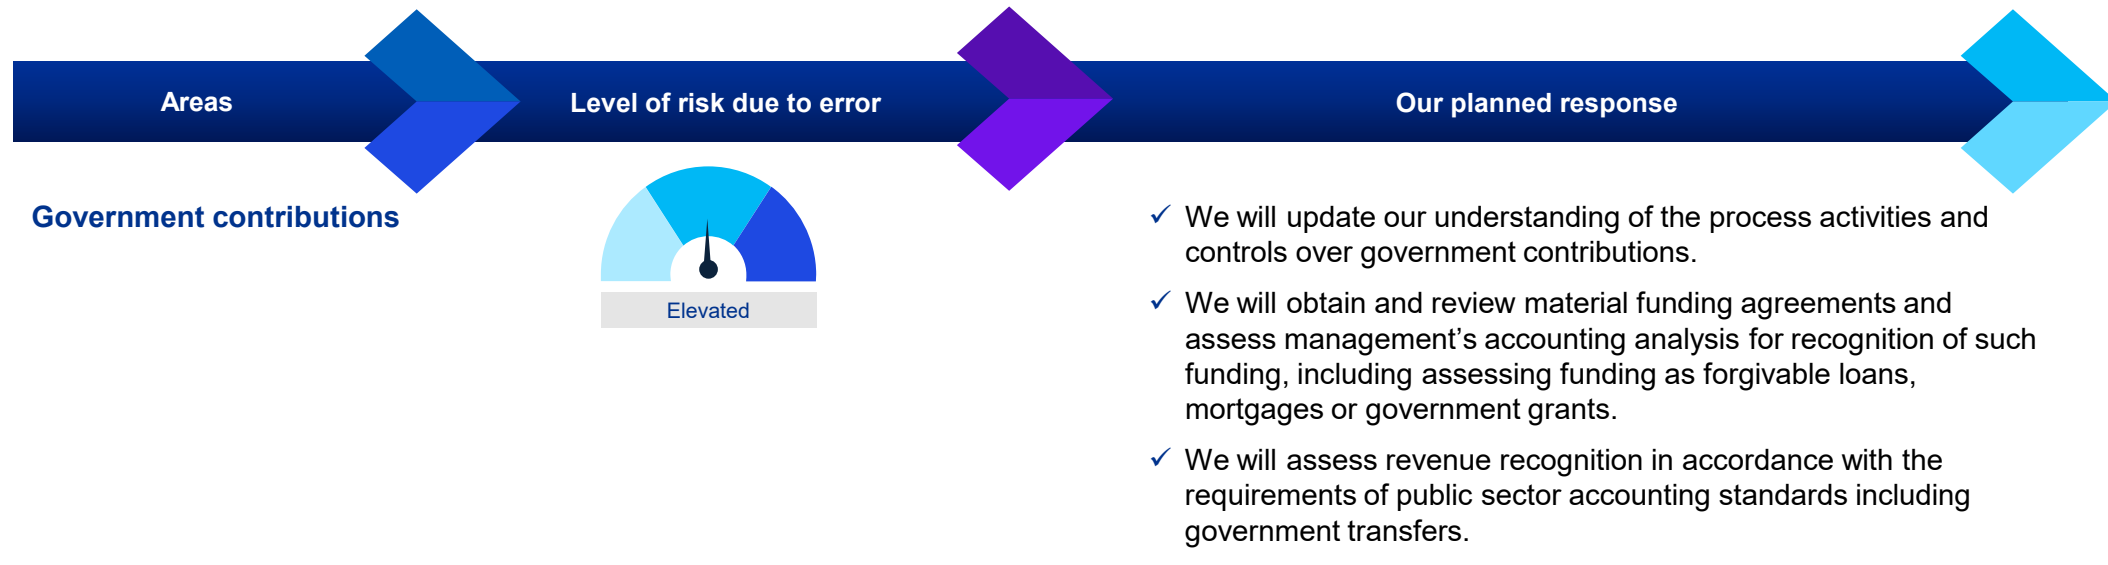 Areas
Level of risk due to error
Our planned response
Government contributions
Elevated
✓ We will update our understanding of the process activities and
controls over government contributions.
✓ We will obtain and review material funding agreements and
assess management’s accounting analysis for recognition of such
funding, including assessing funding as forgivable loans,
mortgages or government grants.
✓ We will assess revenue recognition in accordance with the
requirements of public sector accounting standards including
government transfers.